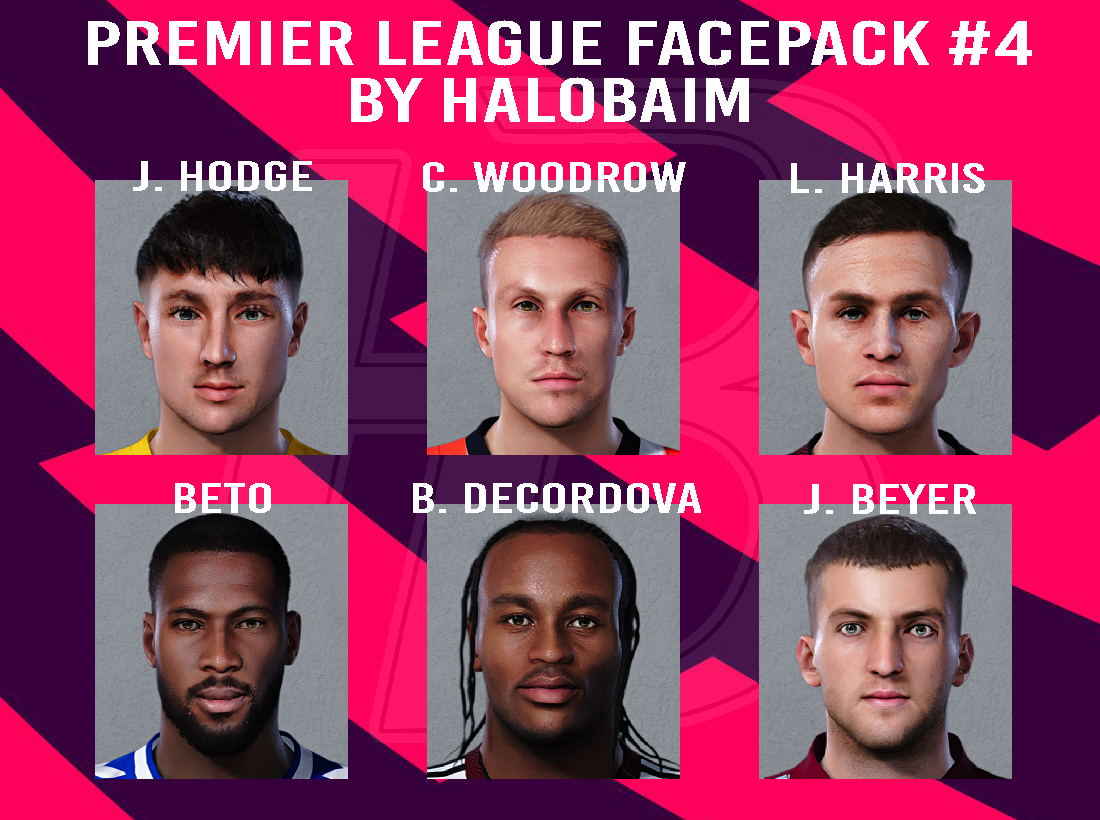 PREMIER LEAGUE FACEPACK #4
BY HALOBAIM
J. HODGE
C. WOODROW
L. HARRIS
BETO
B. DECORDOVA
J. BEYER